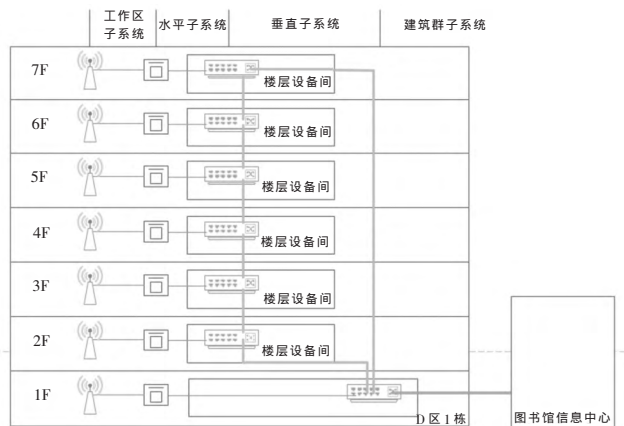 工作区
子系统
水平子系统
垂直子系统
建筑群子系统
7F
楼层设备间
6F
楼层设备间
5F
楼层设备间
4F
楼层设备间
3F
楼层设备间
2F
楼层设备间
1F
D区1栋
图书馆信息中心